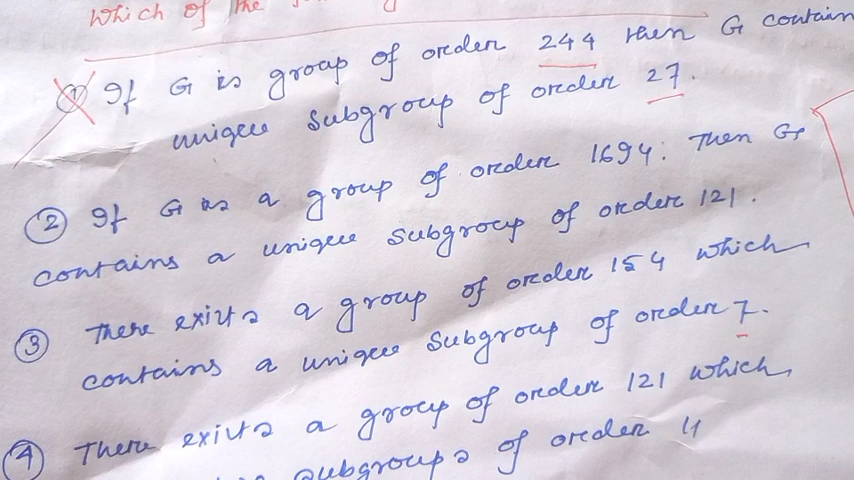 Which of the
① If G is group of order 244 then G contain
unique subgroup of order 27.
② If G is a group of order 1694. Then G
contains a unique subgroup of order 121.
③ There exists a group of order 154 which
contains a unique subgroup of order 7.
④ There exists a group of order 121 which
subgroups of order 11